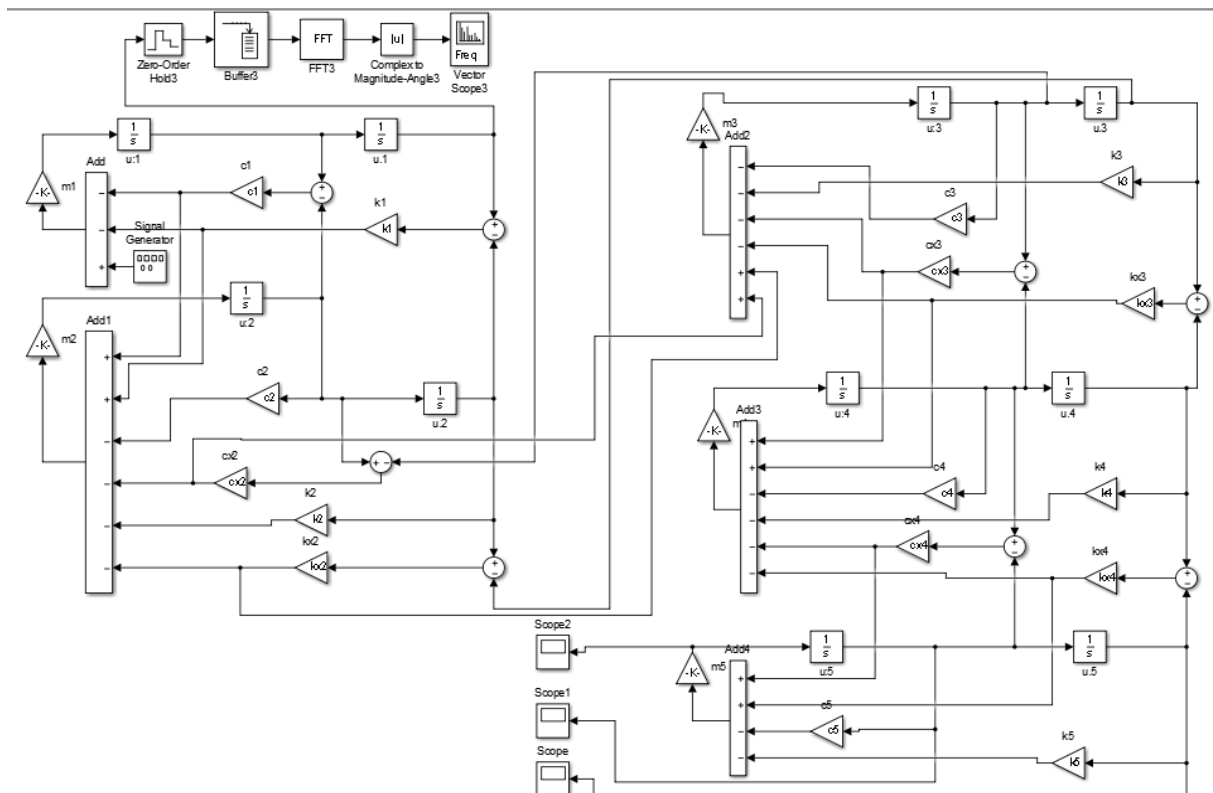 FFT
|u|
Freq
Zero-Order
Hold3
Buffer3
FFT3
Complex to
Magnitude-Angle3
Vector
Scope3
-K-
m1
1
s
u:1
1
s
u.1
Add
c1
c1
k1
k1
Signal
Generator
-K-
m2
1
s
u:2
Add1
c2
c2
1
s
u.2
cx2
cx2
k2
k2
kx2
kx2
-K-
m3
Add2
1
s
u:3
1
s
u.3
k3
k3
c3
c3
cx3
cx3
kx3
kx3
-K-
Add3
1
s
u:4
1
s
u.4
c4
c4
k4
k4
cx4
cx4
kx4
kx4
Scope2
Scope1
Scope
-K-
m5
Add4
1
s
u:5
1
s
u.5
c5
c5
k5
k5